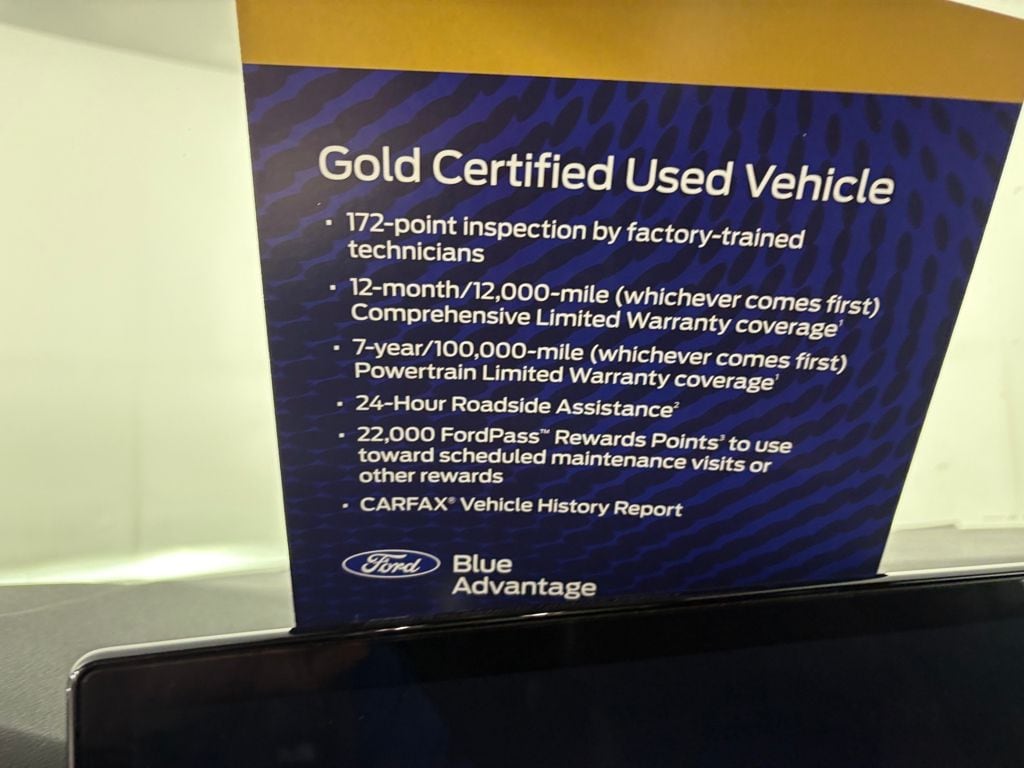 Gold Certified Used Vehicle
· 172-point inspection by factory-trained
technicians
· 12-month/12,000-mile (whichever comes first)
Comprehensive Limited Warranty coverage¹
· 7-year/100,000-mile (whichever comes first)
Powertrain Limited Warranty coverage¹
· 24-Hour Roadside Assistance²
· 22,000 FordPass™ Rewards Points³ to use
toward scheduled maintenance visits or
other rewards
· CARFAX® Vehicle History Report
Ford Blue
Advantage